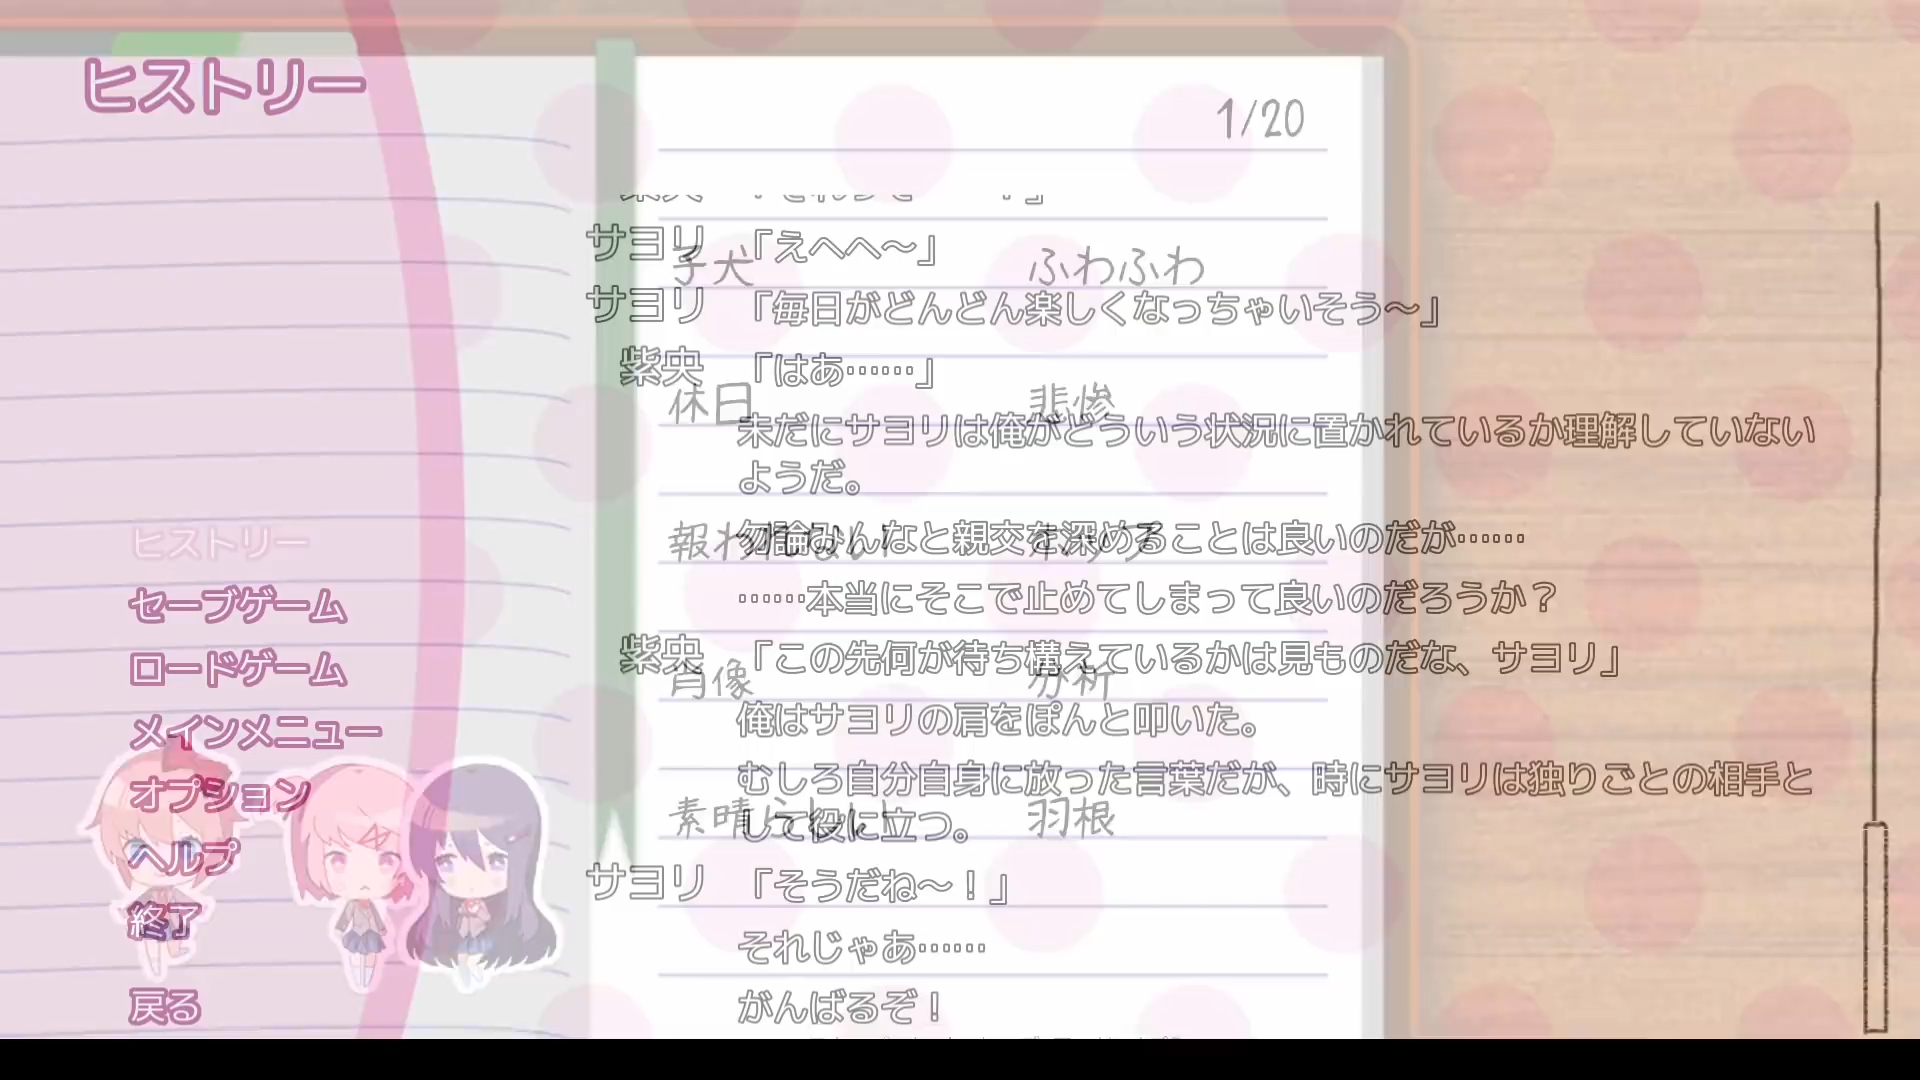 ヒストリー
1/20
サヨリ 「えへへ～」
子犬 ふわふわ
サヨリ 「毎日がどんどん楽しくなっちゃいそう～」
紫央 「はあ……」
休日 悲惨
未だにサヨリは俺がどういう状況に置かれているか理解していない
ようだ。
勿論みんなと親交を深めることは良いのだが……
……本当にそこで止めてしまって良いのだろうか？
紫央 「この先何が待ち構えているかは見ものだな、サヨリ」
肖像 分析
俺はサヨリの肩をぽんと叩いた。
むしろ自分自身に放った言葉だが、時にサヨリは独りごとの相手と
して役に立つ。
羽根
サヨリ 「そうだね～！」
それじゃあ……
がんばるぞ！
ヒストリー
セーブゲーム
ロードゲーム
メインメニュー
オプション
ヘルプ
終了
戻る